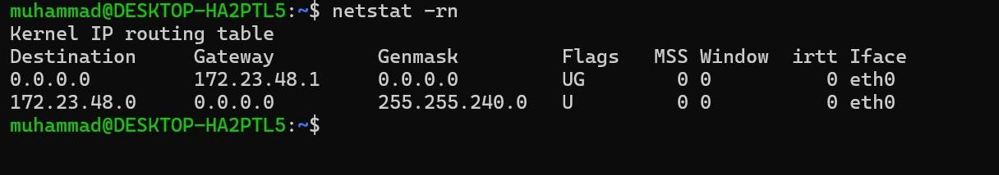 muhammad@DESKTOP-HA2PTL5:~$ netstat -rn
Kernel IP routing table
Destination     Gateway         Genmask         Flags   MSS Window  irtt Iface
0.0.0.0         172.23.48.1     0.0.0.0         UG        0 0          0 eth0
172.23.48.0     0.0.0.0         255.255.240.0   U         0 0          0 eth0
muhammad@DESKTOP-HA2PTL5:~$